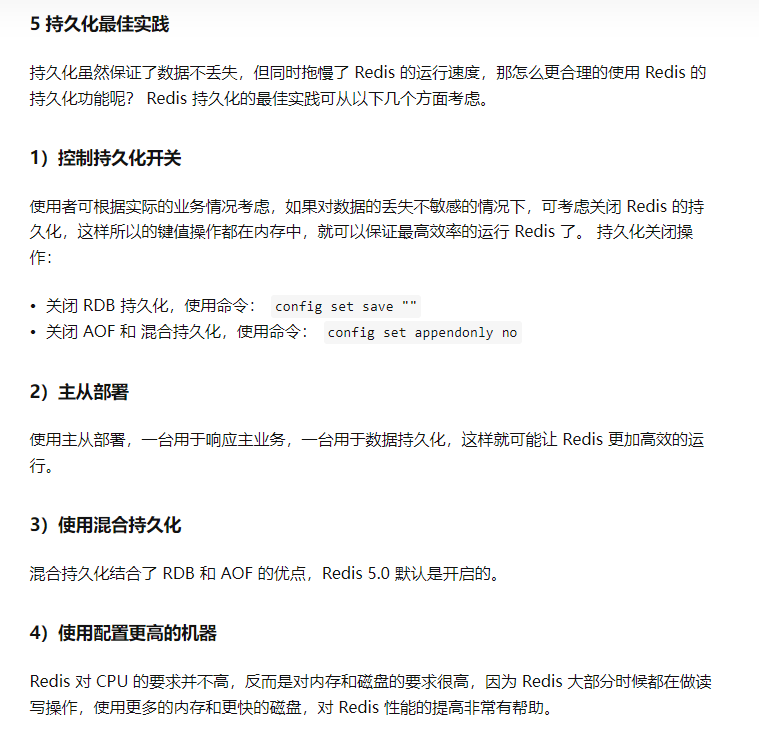 5 持久化最佳实践
持久化虽然保证了数据不丢失，但同时拖慢了 Redis 的运行速度，那怎么更合理的使用 Redis 的
持久化功能呢？ Redis 持久化的最佳实践可从以下几个方面考虑。
1）控制持久化开关
使用者可根据实际的业务情况考虑，如果对数据的丢失不敏感的情况下，可考虑关闭 Redis 的持
久化，这样所以的键值操作都在内存中，就可以保证最高效率的运行 Redis 了。 持久化关闭操
作：
• 关闭 RDB 持久化，使用命令： config set save ""
• 关闭 AOF 和 混合持久化，使用命令： config set appendonly no
2）主从部署
使用主从部署，一台用于响应主业务，一台用于数据持久化，这样就可能让 Redis 更加高效的运
行。
3）使用混合持久化
混合持久化结合了 RDB 和 AOF 的优点，Redis 5.0 默认是开启的。
4）使用配置更高的机器
Redis 对 CPU 的要求并不高，反而是对内存和磁盘的要求很高，因为 Redis 大部分时候都在做读
写操作，使用更多的内存和更快的磁盘，对 Redis 性能的提高非常有帮助。